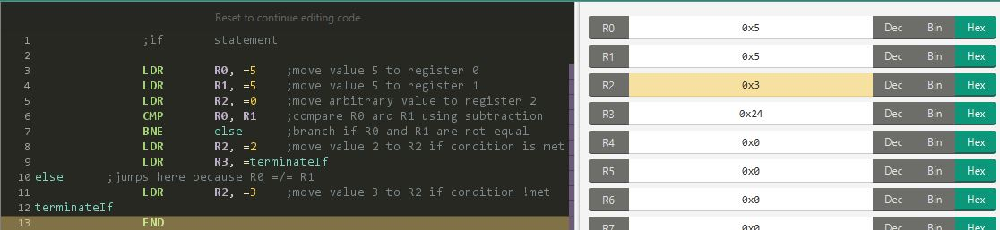 Reset to continue editing code
1 ;if statement
2
3 LDR R0, =5 ;move value 5 to register 0
4 LDR R1, =5 ;move value 5 to register 1
5 LDR R2, =0 ;move arbitrary value to register 2
6 CMP R0, R1 ;compare R0 and R1 using subtraction
7 BNE else ;branch if R0 and R1 are not equal
8 LDR R2, =2 ;move value 2 to R2 if condition is met
9 LDR R3, =terminateIf
10 else ;jumps here because R0 =/= R1
11 LDR R2, =3 ;move value 3 to R2 if condition !met
12 terminateIf
13 END
R0 0x5 Dec Bin Hex
R1 0x5 Dec Bin Hex
R2 0x3 Dec Bin Hex
R3 0x24 Dec Bin Hex
R4 0x0 Dec Bin Hex
R5 0x0 Dec Bin Hex
R6 0x0 Dec Bin Hex
R7 0x0 Dec Bin Hex